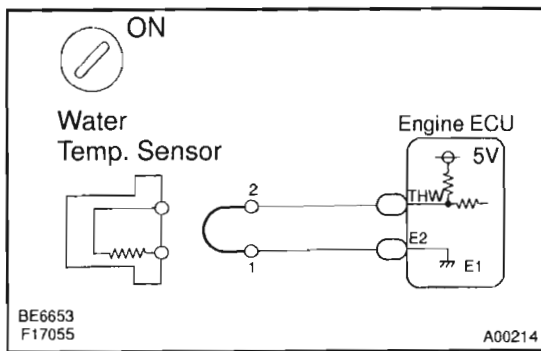 ON
Water
Temp. Sensor
Engine ECU
5V
2
THW
E2
1
E1
BE6653
F17055
A00214